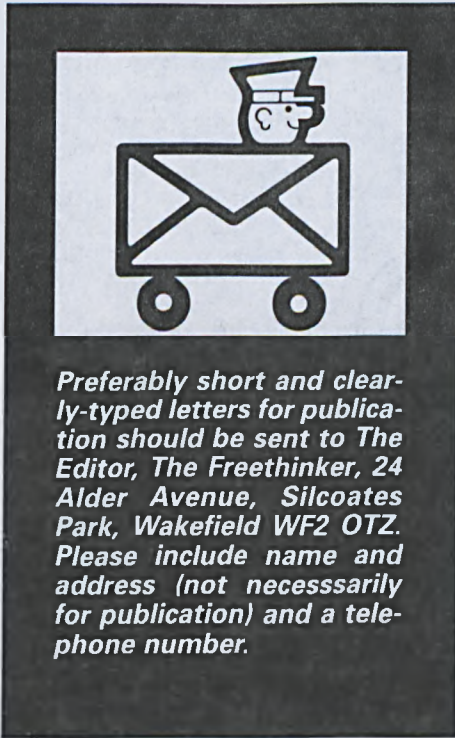 Preferably short and clear-
ly-typed letters for publica-
tion should be sent to The
Editor, The Freethinker, 24
Alder Avenue, Silcoates
Park, Wakefield WF2 OTZ.
Please include name and
address (not necesssarily
for publication) and a tele-
phone number.